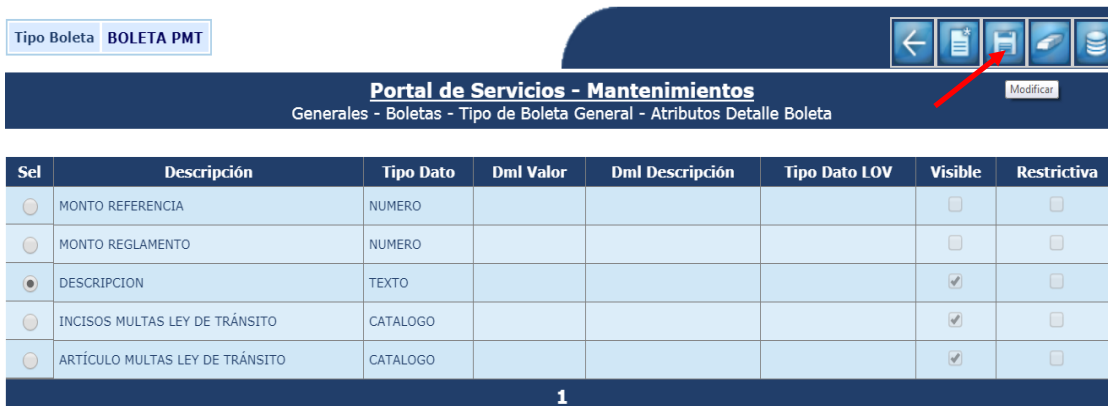 Tipo Boleta BOLETA PMT
Modificar
Portal de Servicios - Mantenimientos
Generales - Boletas - Tipo de Boleta General - Atributos Detalle Boleta
Sel Descripción Tipo Dato Dml Valor Dml Descripción Tipo Dato LOV Visible Restrictiva
MONTO REFERENCIA NUMERO
MONTO REGLAMENTO NUMERO
DESCRIPCION TEXTO
INCISOS MULTAS LEY DE TRÁNSITO CATALOGO
ARTÍCULO MULTAS LEY DE TRÁNSITO CATALOGO
1